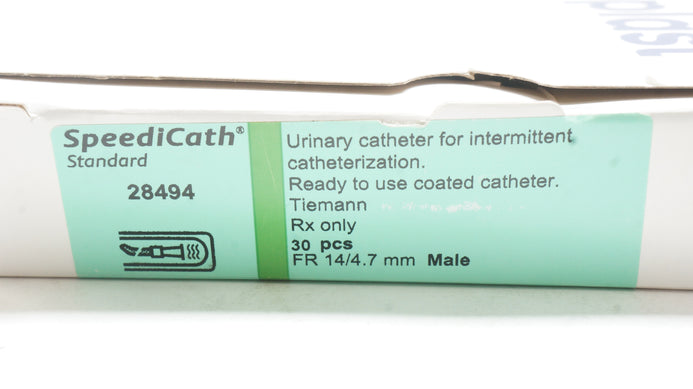 plast
SpeediCath®
Standard
28494
Urinary catheter for intermittent
catheterization.
Ready to use coated catheter.
Tiemann
Rx only
30 pcs
FR 14/4.7 mm Male